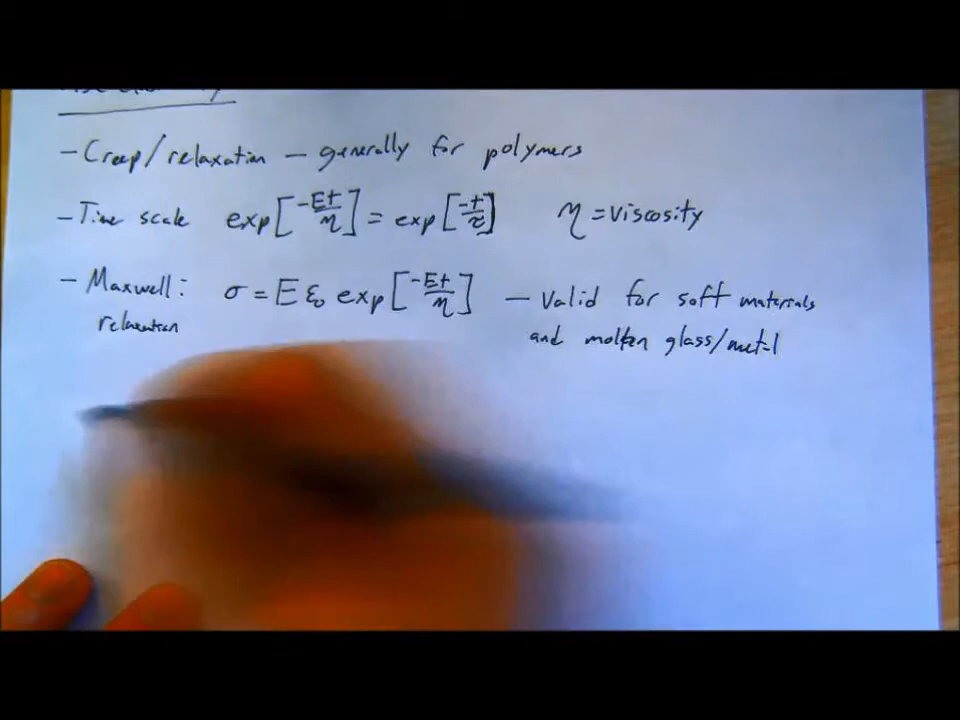 - Creep/relaxation - generally for polymers
- Time scale exp[-Et/η] = exp[-t/τ] η = viscosity
- Maxwell: σ = E ε₀ exp[-Et/η] - valid for soft materials
relaxation and molten glass/metal